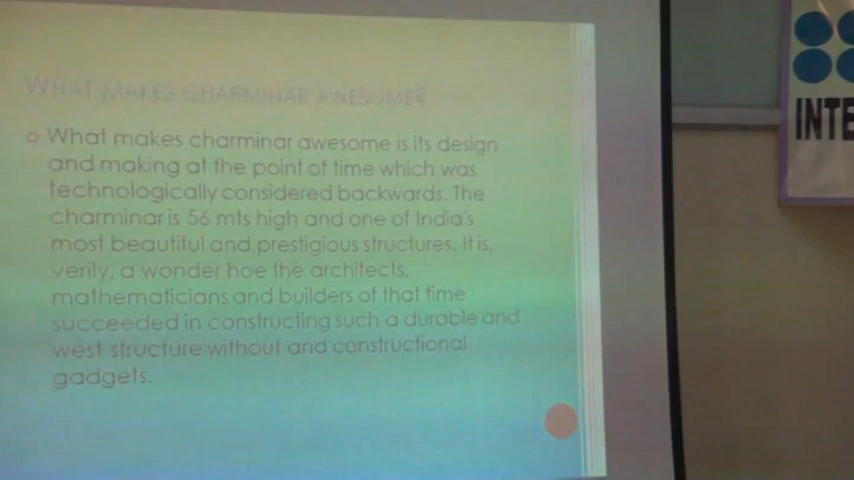 WHAT MAKES CHARMINAR AWESOME?
What makes charminar awesome is its design
and making at the point of time which was
technologically considered backwards. The
charminar is 56 mts high and one of India's
most beautiful and prestigious structures. It is,
verily, a wonder hoe the architects,
mathematicians and builders of that time
succeeded in constructing such a durable and
west structure without and constructional
gadgets.
INTE